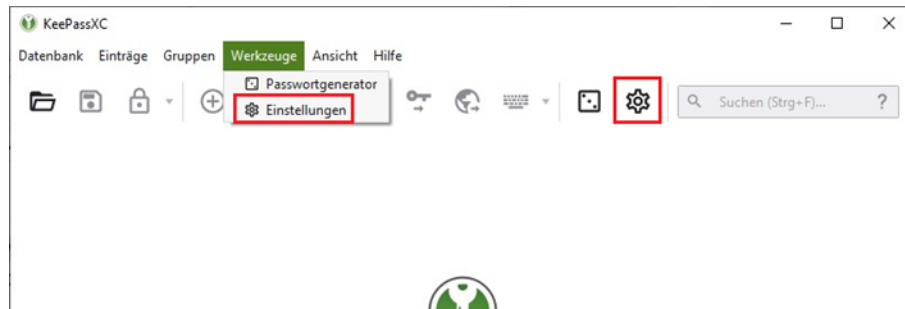 KeePassXC
Datenbank Einträge Gruppen Werkzeuge Ansicht Hilfe
Passwortgenerator
Einstellungen
Suchen (Strg+F)... ?